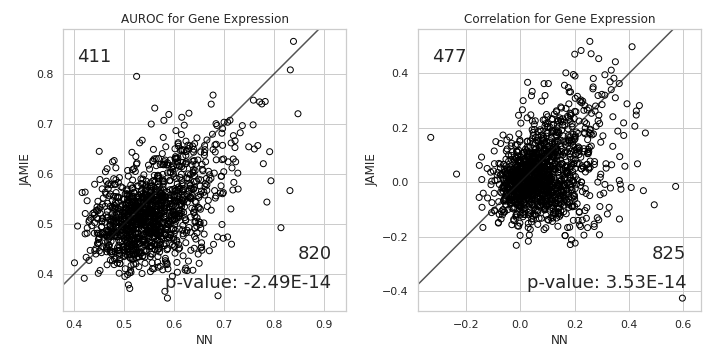 AUROC for Gene Expression
411
820
p-value: -2.49E-14
0.4
0.5
0.6
0.7
0.8
JAMIE
0.4 0.5 0.6 0.7 0.8 0.9
NN
Correlation for Gene Expression
477
825
p-value: 3.53E-14
0.4
0.2
0.0
−0.2
−0.4
JAMIE
−0.2 0.0 0.2 0.4 0.6
NN